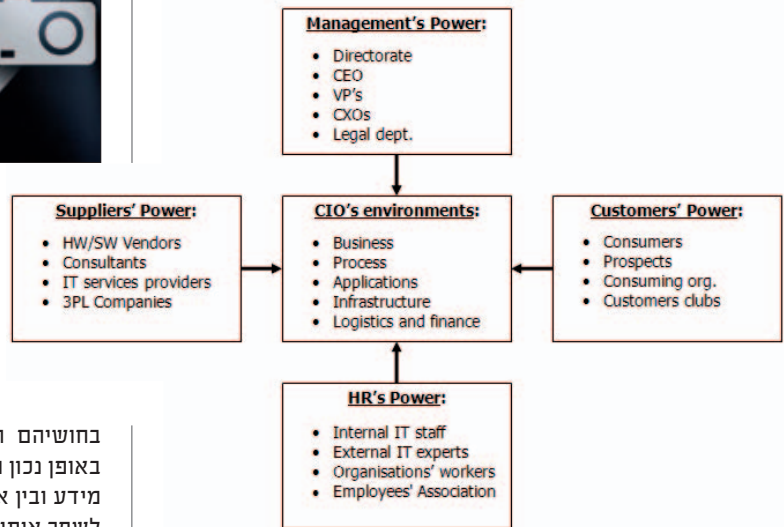 Management's Power:
• Directorate
• CEO
• VP's
• CXOs
• Legal dept.
Suppliers' Power:
• HW/SW Vendors
• Consultants
• IT services providers
• 3PL Companies
CIO's environments:
• Business
• Process
• Applications
• Infrastructure
• Logistics and finance
Customers' Power:
• Consumers
• Prospects
• Consuming org.
• Customers clubs
HR's Power:
• Internal IT staff
• External IT experts
• Organisations' workers
• Employees' Association
בחושיהם
באופן נכון
מידע ובין